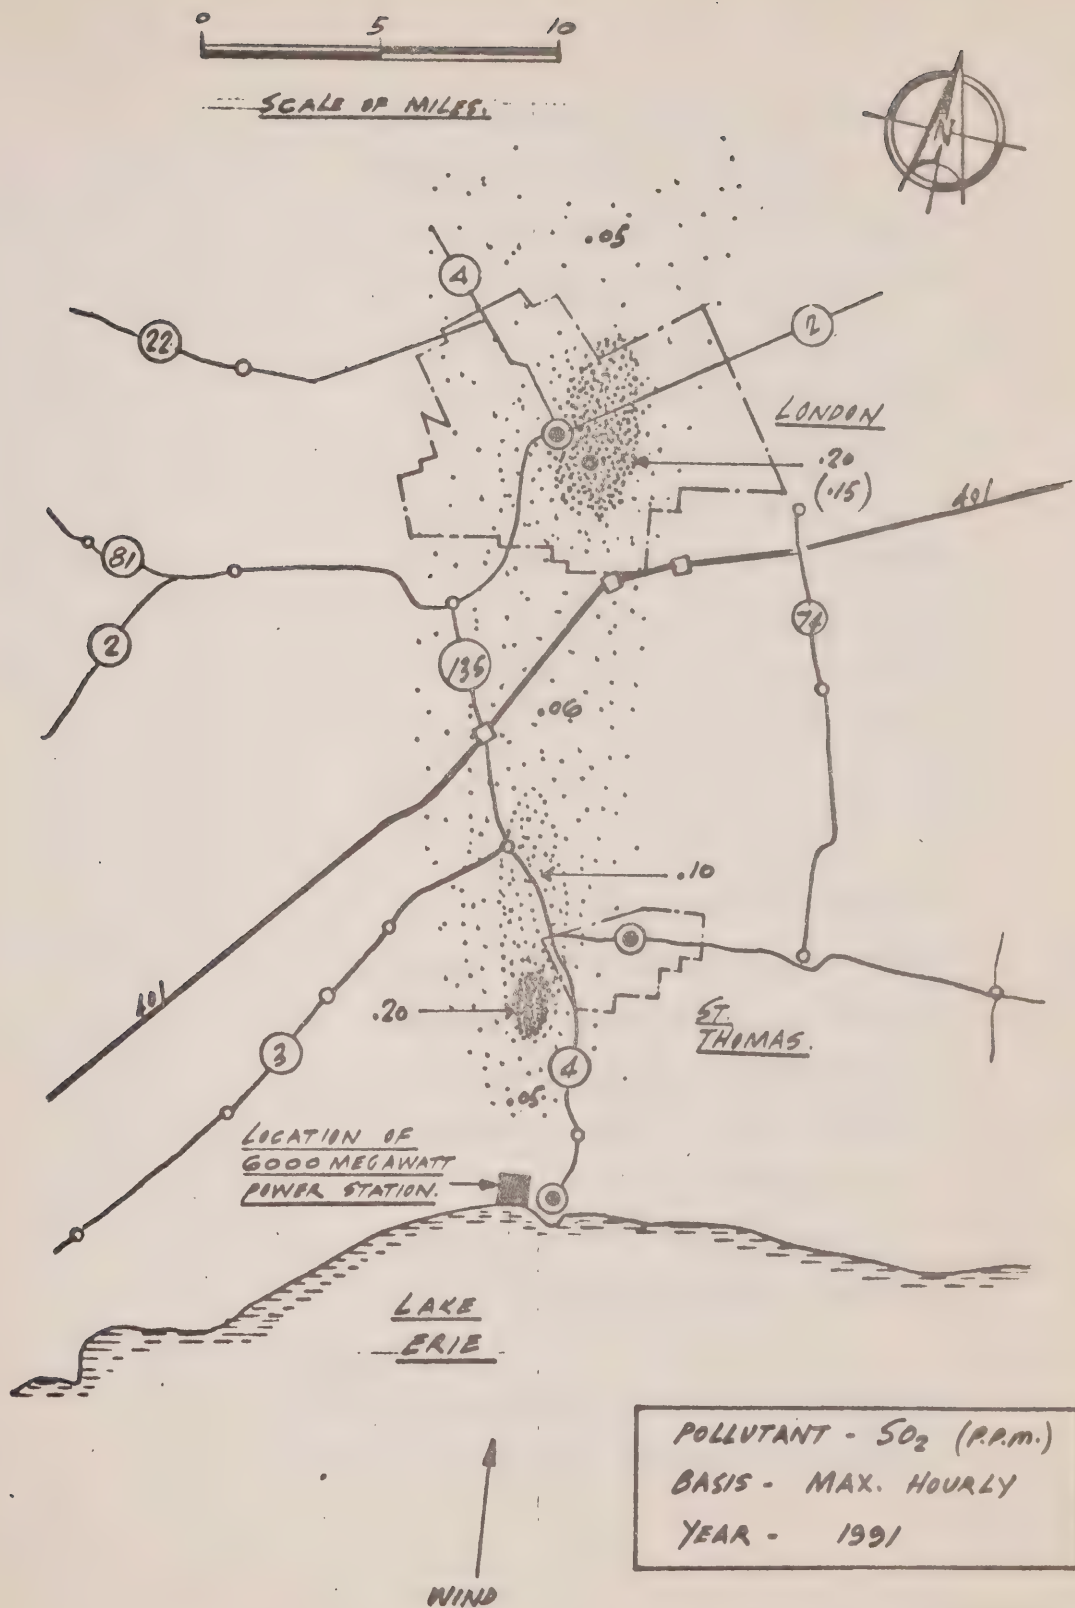 0 5 10
SCALE OF MILES.
N
.05
4
22
2
LONDON
.20
(.15)
401
81
2
74
135
.06
.10
.20
ST.
THOMAS.
401
3
4
.05
LOCATION OF
6000 MEGAWATT
POWER STATION.
LAKE
ERIE
POLLUTANT - SO2 (P.P.M.)
BASIS - MAX. HOURLY
YEAR - 1991
WIND